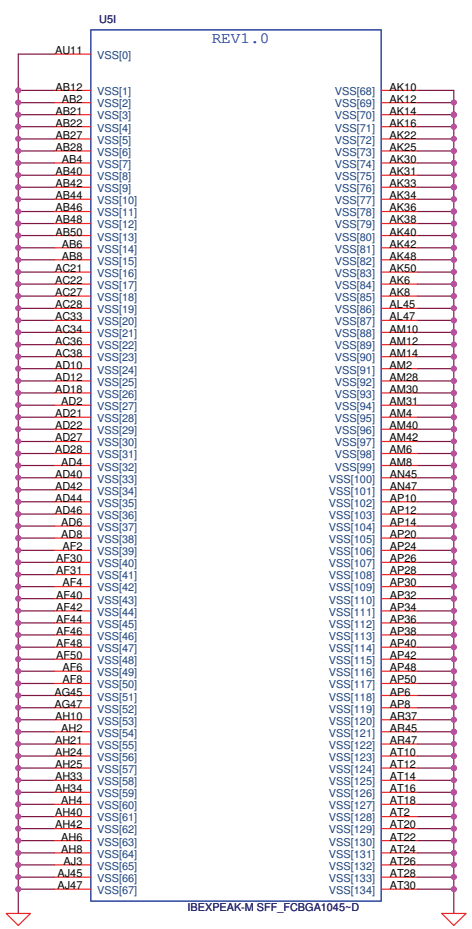 U5I
REV1.0
AU11 VSS[0]
AB12 VSS[1] VSS[68] AK10
AB2 VSS[2] VSS[69] AK12
AB21 VSS[3] VSS[70] AK14
AB22 VSS[4] VSS[71] AK16
AB27 VSS[5] VSS[72] AK22
AB28 VSS[6] VSS[73] AK25
AB4 VSS[7] VSS[74] AK30
AB40 VSS[8] VSS[75] AK31
AB42 VSS[9] VSS[76] AK33
AB44 VSS[10] VSS[77] AK34
AB46 VSS[11] VSS[78] AK36
AB48 VSS[12] VSS[79] AK38
AB50 VSS[13] VSS[80] AK40
AB6 VSS[14] VSS[81] AK42
AB8 VSS[15] VSS[82] AK48
AC21 VSS[16] VSS[83] AK50
AC22 VSS[17] VSS[84] AK6
AC27 VSS[18] VSS[85] AK8
AC28 VSS[19] VSS[86] AL45
AC33 VSS[20] VSS[87] AL47
AC34 VSS[21] VSS[88] AM10
AC36 VSS[22] VSS[89] AM12
AC38 VSS[23] VSS[90] AM14
AD10 VSS[24] VSS[91] AM2
AD12 VSS[25] VSS[92] AM28
AD18 VSS[26] VSS[93] AM30
AD2 VSS[27] VSS[94] AM31
AD21 VSS[28] VSS[95] AM4
AD22 VSS[29] VSS[96] AM40
AD27 VSS[30] VSS[97] AM42
AD28 VSS[31] VSS[98] AM6
AD4 VSS[32] VSS[99] AM8
AD40 VSS[33] VSS[100] AN45
AD42 VSS[34] VSS[101] AN47
AD44 VSS[35] VSS[102] AP10
AD46 VSS[36] VSS[103] AP12
AD6 VSS[37] VSS[104] AP14
AD8 VSS[38] VSS[105] AP20
AF2 VSS[39] VSS[106] AP24
AF30 VSS[40] VSS[107] AP26
AF31 VSS[41] VSS[108] AP28
AF4 VSS[42] VSS[109] AP30
AF40 VSS[43] VSS[110] AP32
AF42 VSS[44] VSS[111] AP34
AF44 VSS[45] VSS[112] AP36
AF46 VSS[46] VSS[113] AP38
AF48 VSS[47] VSS[114] AP40
AF50 VSS[48] VSS[115] AP42
AF6 VSS[49] VSS[116] AP48
AF8 VSS[50] VSS[117] AP50
AG45 VSS[51] VSS[118] AP6
AG47 VSS[52] VSS[119] AP8
AH10 VSS[53] VSS[120] AR37
AH2 VSS[54] VSS[121] AR45
AH21 VSS[55] VSS[122] AR47
AH24 VSS[56] VSS[123] AT10
AH25 VSS[57] VSS[124] AT12
AH33 VSS[58] VSS[125] AT14
AH34 VSS[59] VSS[126] AT16
AH4 VSS[60] VSS[127] AT18
AH40 VSS[61] VSS[128] AT2
AH42 VSS[62] VSS[129] AT20
AH6 VSS[63] VSS[130] AT22
AH8 VSS[64] VSS[131] AT24
AJ3 VSS[65] VSS[132] AT26
AJ45 VSS[66] VSS[133] AT28
AJ47 VSS[67] VSS[134] AT30
IBEXPEAK-M SFF_FCBGA1045~D